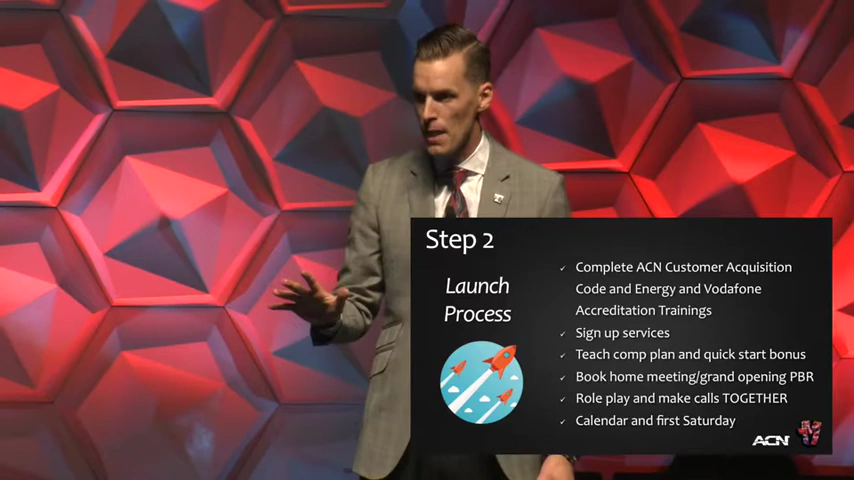 Step 2
Launch
Process
✓ Complete ACN Customer Acquisition
Code and Energy and Vodafone
Accreditation Trainings
✓ Sign up services
✓ Teach comp plan and quick start bonus
✓ Book home meeting/grand opening PBR
✓ Role play and make calls TOGETHER
✓ Calendar and first Saturday
ACN